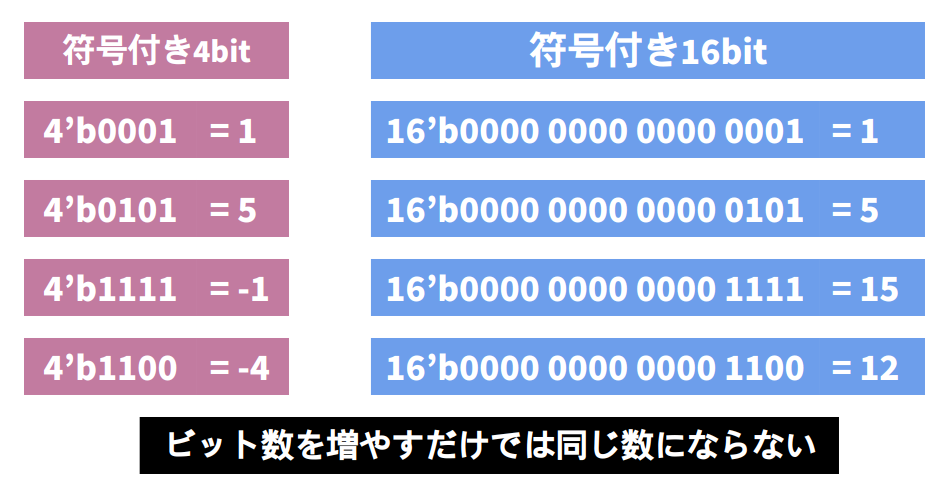 符号付き4bit 符号付き16bit
4’b0001 = 1 16’b0000 0000 0000 0001 = 1
4’b0101 = 5 16’b0000 0000 0000 0101 = 5
4’b1111 = -1 16’b0000 0000 0000 1111 = 15
4’b1100 = -4 16’b0000 0000 0000 1100 = 12
ビット数を増やすだけでは同じ数にならない